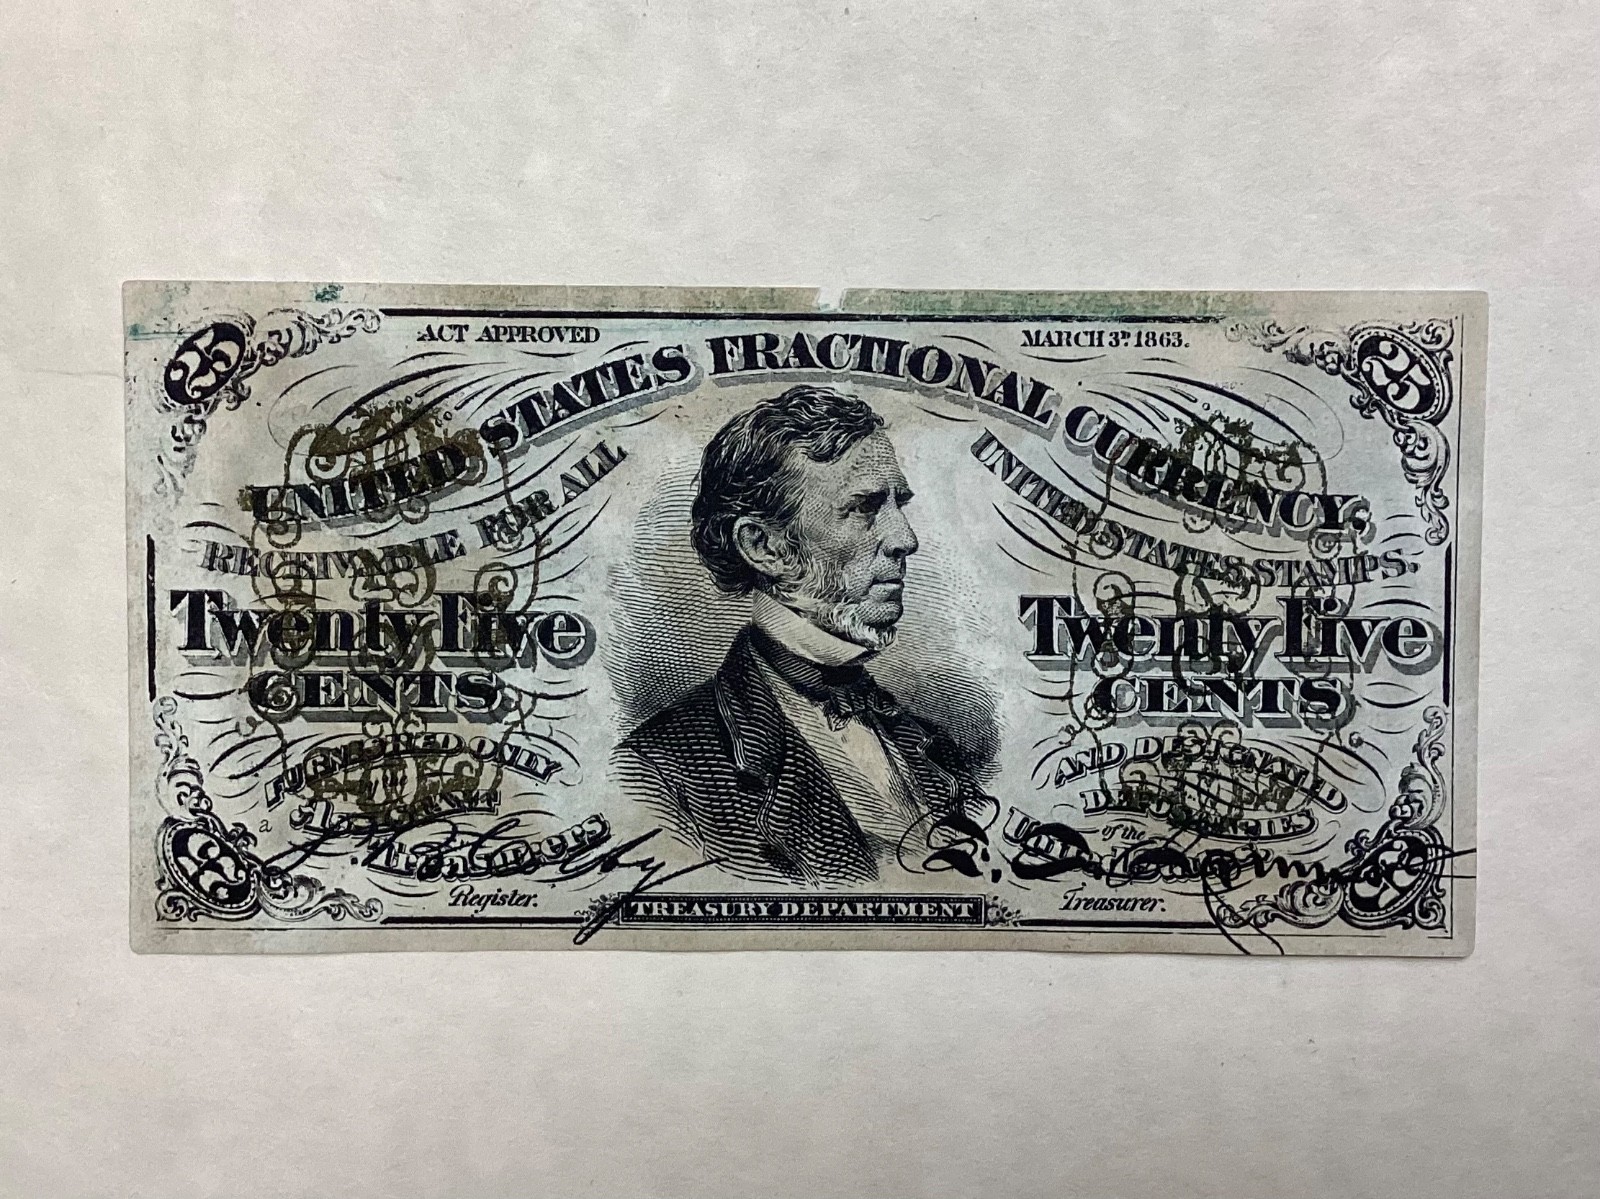 ACT APPROVED MARCH 3D 1863.
25 25
UNITED STATES FRACTIONAL CURRENCY,
RECEIVABLE FOR ALL UNITED STATES STAMPS.
Twenty Five Twenty Five
CENTS CENTS
FURNISHED ONLY AND DESIGNATED
DEPOSITARIES
a
of the
Register. Treasurer.
TREASURY DEPARTMENT
25 25